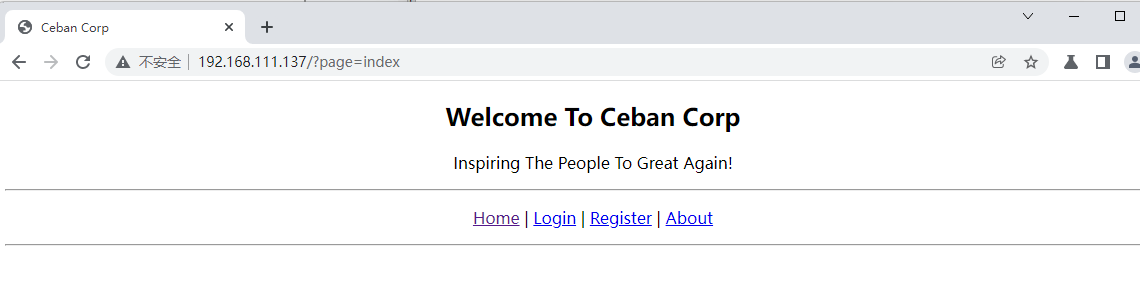 Ceban Corp
不安全 192.168.111.137/?page=index
Welcome To Ceban Corp
Inspiring The People To Great Again!
Home | Login | Register | About